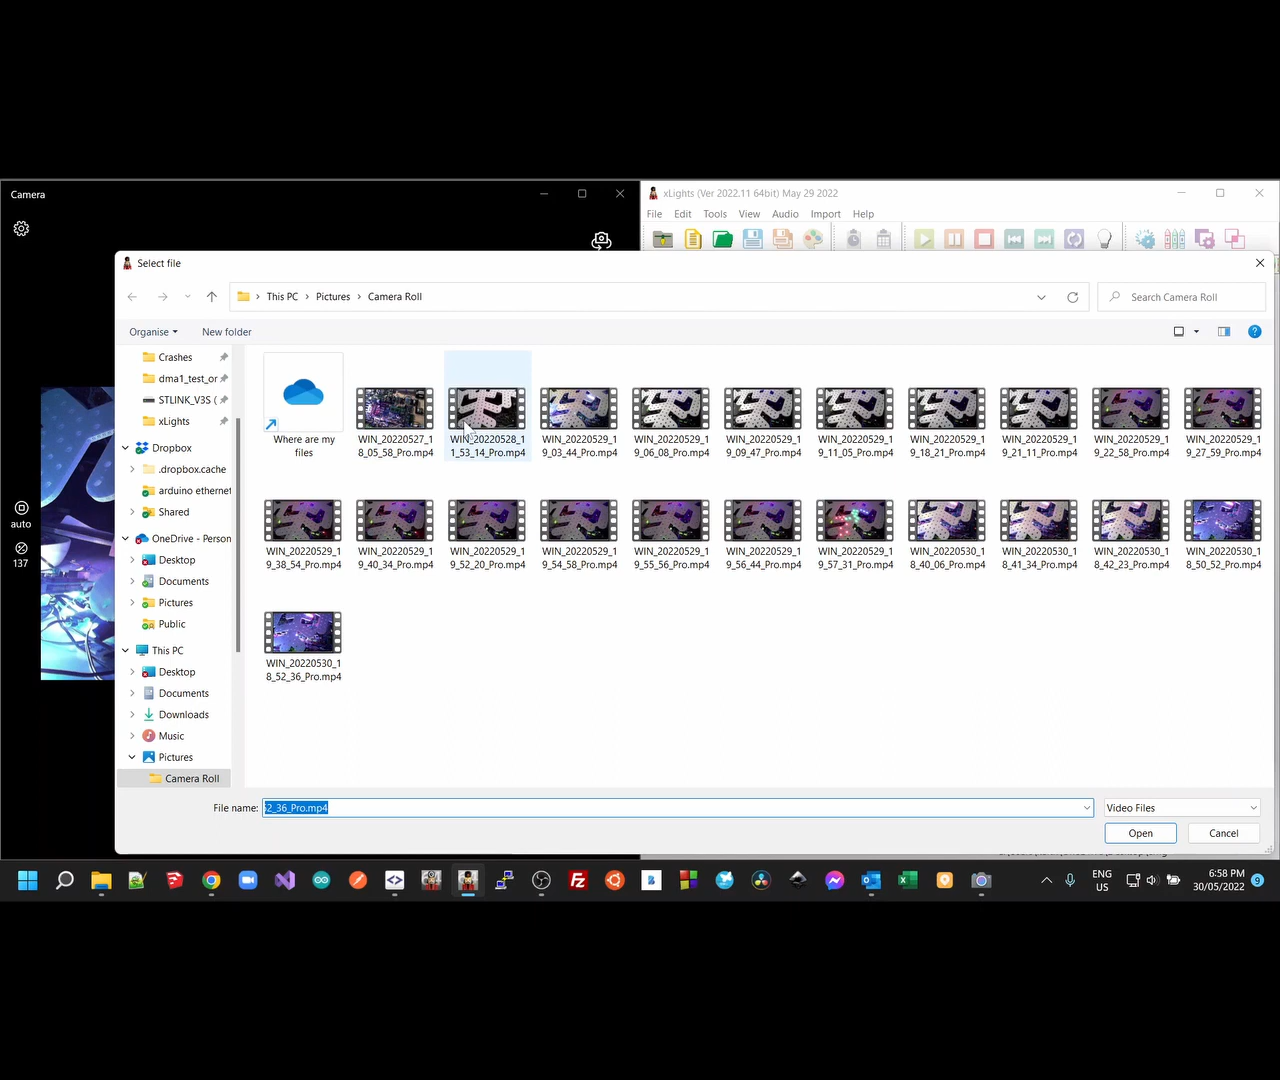 Camera
xLights (Ver 2022.11 64bit) May 29 2022
File Edit Tools View Audio Import Help
Select file
This PC > Pictures > Camera Roll
Search Camera Roll
Organise
New folder
Crashes
dma1_test_or
STLINK_V3S (
xLights
Dropbox
.dropbox.cache
arduino ethernet
Shared
OneDrive - Person
Desktop
Documents
Pictures
Public
This PC
Desktop
Documents
Downloads
Music
Pictures
Camera Roll
auto
137
Where are my
files
WIN_20220527_1
8_05_58_Pro.mp4
WIN_20220528_1
1_53_14_Pro.mp4
WIN_20220529_1
9_03_44_Pro.mp4
WIN_20220529_1
9_06_08_Pro.mp4
WIN_20220529_1
9_09_47_Pro.mp4
WIN_20220529_1
9_11_05_Pro.mp4
WIN_20220529_1
9_18_21_Pro.mp4
WIN_20220529_1
9_21_11_Pro.mp4
WIN_20220529_1
9_22_58_Pro.mp4
WIN_20220529_1
9_27_59_Pro.mp4
WIN_20220529_1
9_38_54_Pro.mp4
WIN_20220529_1
9_40_34_Pro.mp4
WIN_20220529_1
9_52_20_Pro.mp4
WIN_20220529_1
9_54_58_Pro.mp4
WIN_20220529_1
9_55_56_Pro.mp4
WIN_20220529_1
9_56_44_Pro.mp4
WIN_20220529_1
9_57_31_Pro.mp4
WIN_20220530_1
8_40_06_Pro.mp4
WIN_20220530_1
8_41_34_Pro.mp4
WIN_20220530_1
8_42_23_Pro.mp4
WIN_20220530_1
8_50_52_Pro.mp4
WIN_20220530_1
8_52_36_Pro.mp4
File name: 52_36_Pro.mp4
Video Files
Open
Cancel
ENG
US
6:58 PM
30/05/2022
9